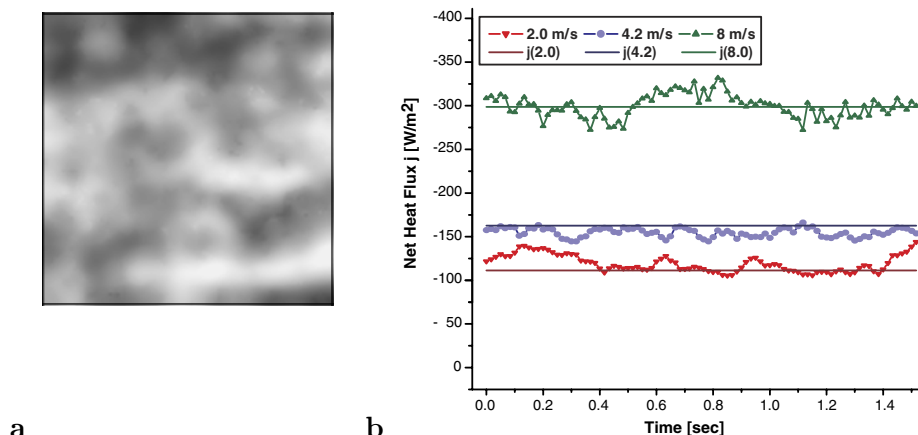 -400
-350
-300
-250
-200
-150
-100
- 50
0
Net Heat Flux j [W/m2]
2.0 m/s 4.2 m/s 8 m/s
j(2.0) j(4.2) j(8.0)
0.0 0.2 0.4 0.6 0.8 1.0 1.2 1.4
Time [sec]
a b